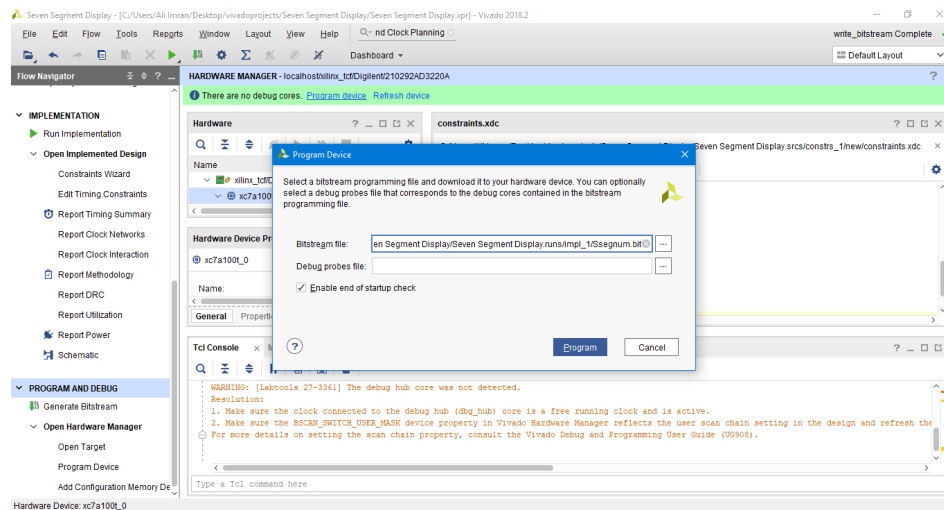 Seven Segment Display - [C:/Users/Ali Imran/Desktop/vivadoprojects/Seven Segment Display/Seven Segment Display.xpr] - Vivado 2018.2
File Edit Flow Tools Reports Window Layout View Help nd Clock Planning write_bitstream Complete
Dashboard Default Layout
Flow Navigator
HARDWARE MANAGER - localhost/xilinx_tcf/Digilent/210292AD3220A
There are no debug cores. Program device Refresh device
IMPLEMENTATION
Run Implementation
Open Implemented Design
Constraints Wizard
Edit Timing Constraints
Report Timing Summary
Report Clock Networks
Report Clock Interaction
Report Methodology
Report DRC
Report Utilization
Report Power
Schematic
PROGRAM AND DEBUG
Generate Bitstream
Open Hardware Manager
Open Target
Program Device
Add Configuration Memory De
Hardware
Name
xilinx_tcf/D
xc7a100
Hardware Device Pr
xc7a100t_0
Name:
General Properti
constraints.xdc
Seven Segment Display.srcs/constrs_1/new/constraints.xdc
Program Device
Select a bitstream programming file and download it to your hardware device. You can optionally
select a debug probes file that corresponds to the debug cores contained in the bitstream
programming file.
Bitstream file: en Segment Display/Seven Segment Display.runs/impl_1/Ssegnum.bit
Debug probes file:
Enable end of startup check
Program Cancel
Tcl Console
WARNING: [Labtools 27-3361] The debug hub core was not detected.
Resolution:
1. Make sure the clock connected to the debug hub (dbg_hub) core is a free running clock and is active.
2. Make sure the BSCAN_SWITCH_USER_MASK device property in Vivado Hardware Manager reflects the user scan chain setting in the design and refresh the
For more details on setting the scan chain property, consult the Vivado Debug and Programming User Guide (UG908).
Type a Tcl command here
Hardware Device: xc7a100t_0